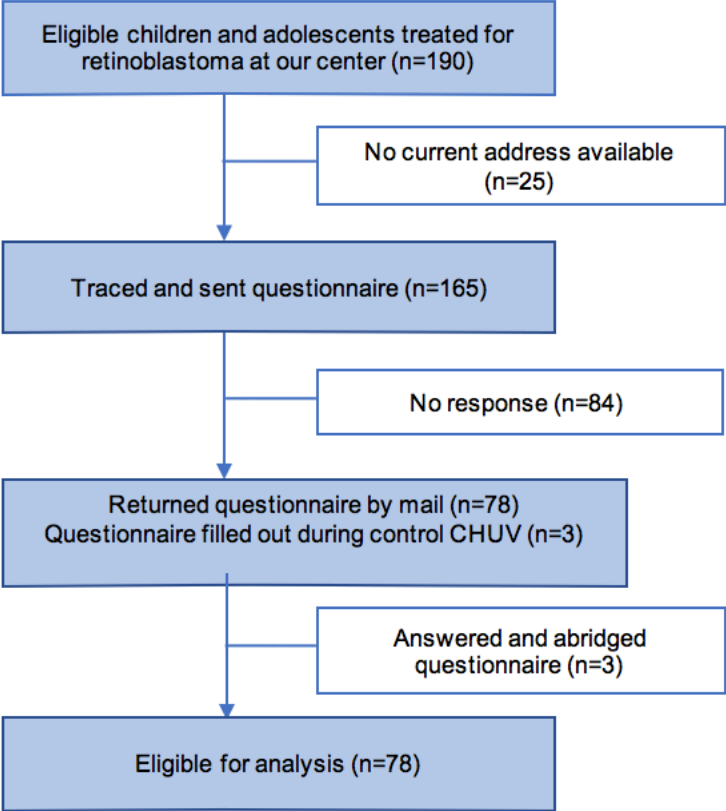 Eligible children and adolescents treated for
retinoblastoma at our center (n=190)
No current address available
(n=25)
Traced and sent questionnaire (n=165)
No response (n=84)
Returned questionnaire by mail (n=78)
Questionnaire filled out during control CHUV (n=3)
Answered and abridged
questionnaire (n=3)
Eligible for analysis (n=78)